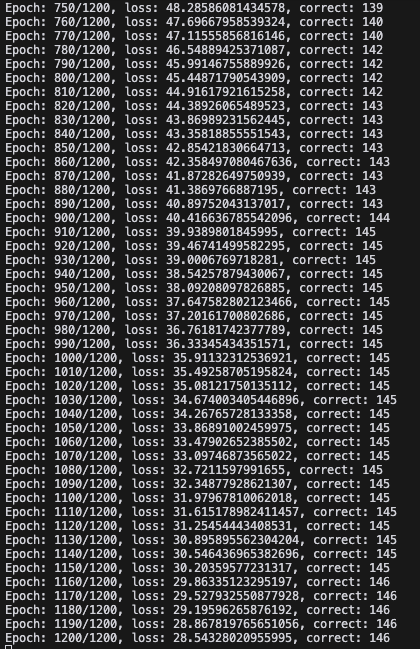 Epoch: 750/1200, loss: 48.28586081434578, correct: 139
Epoch: 760/1200, loss: 47.69667958539324, correct: 140
Epoch: 770/1200, loss: 47.11555856816146, correct: 140
Epoch: 780/1200, loss: 46.54889425371087, correct: 142
Epoch: 790/1200, loss: 45.99146755889926, correct: 142
Epoch: 800/1200, loss: 45.44871790543909, correct: 142
Epoch: 810/1200, loss: 44.91617921615258, correct: 142
Epoch: 820/1200, loss: 44.38926065489523, correct: 143
Epoch: 830/1200, loss: 43.86989231562445, correct: 143
Epoch: 840/1200, loss: 43.35818855551543, correct: 143
Epoch: 850/1200, loss: 42.85421830664713, correct: 143
Epoch: 860/1200, loss: 42.358497080467636, correct: 143
Epoch: 870/1200, loss: 41.87282649750939, correct: 143
Epoch: 880/1200, loss: 41.3869766887195, correct: 143
Epoch: 890/1200, loss: 40.89752043137017, correct: 143
Epoch: 900/1200, loss: 40.416636785542096, correct: 144
Epoch: 910/1200, loss: 39.9389801845995, correct: 145
Epoch: 920/1200, loss: 39.46741499582295, correct: 145
Epoch: 930/1200, loss: 39.0006769718281, correct: 145
Epoch: 940/1200, loss: 38.54257879430067, correct: 145
Epoch: 950/1200, loss: 38.09208097826885, correct: 145
Epoch: 960/1200, loss: 37.647582802123466, correct: 145
Epoch: 970/1200, loss: 37.20161700802686, correct: 145
Epoch: 980/1200, loss: 36.76181742377789, correct: 145
Epoch: 990/1200, loss: 36.33345434351571, correct: 145
Epoch: 1000/1200, loss: 35.91132312536921, correct: 145
Epoch: 1010/1200, loss: 35.49258705195824, correct: 145
Epoch: 1020/1200, loss: 35.08121750135112, correct: 145
Epoch: 1030/1200, loss: 34.674003405446896, correct: 145
Epoch: 1040/1200, loss: 34.26765728133358, correct: 145
Epoch: 1050/1200, loss: 33.86891002459975, correct: 145
Epoch: 1060/1200, loss: 33.47902652385502, correct: 145
Epoch: 1070/1200, loss: 33.09746873565022, correct: 145
Epoch: 1080/1200, loss: 32.7211597991655, correct: 145
Epoch: 1090/1200, loss: 32.34877928621307, correct: 145
Epoch: 1100/1200, loss: 31.97967810062018, correct: 145
Epoch: 1110/1200, loss: 31.615178982411457, correct: 145
Epoch: 1120/1200, loss: 31.25454443408531, correct: 145
Epoch: 1130/1200, loss: 30.895895562304204, correct: 145
Epoch: 1140/1200, loss: 30.546436965382696, correct: 145
Epoch: 1150/1200, loss: 30.20359577231317, correct: 145
Epoch: 1160/1200, loss: 29.86335123295197, correct: 146
Epoch: 1170/1200, loss: 29.527932550877928, correct: 146
Epoch: 1180/1200, loss: 29.19596265876192, correct: 146
Epoch: 1190/1200, loss: 28.867819765651056, correct: 146
Epoch: 1200/1200, loss: 28.54328020955995, correct: 146